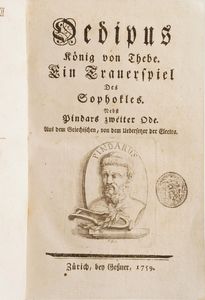 Oedipus
König von Thebe.
Ein Trauerspiel
Des
Sophokles.
Nebst
Pindars zweiter Ode.
Aus dem Griechischen, von dem Uebersetzer der Electra.
PINDARUS
Zürich, bey Geßner, 1759.